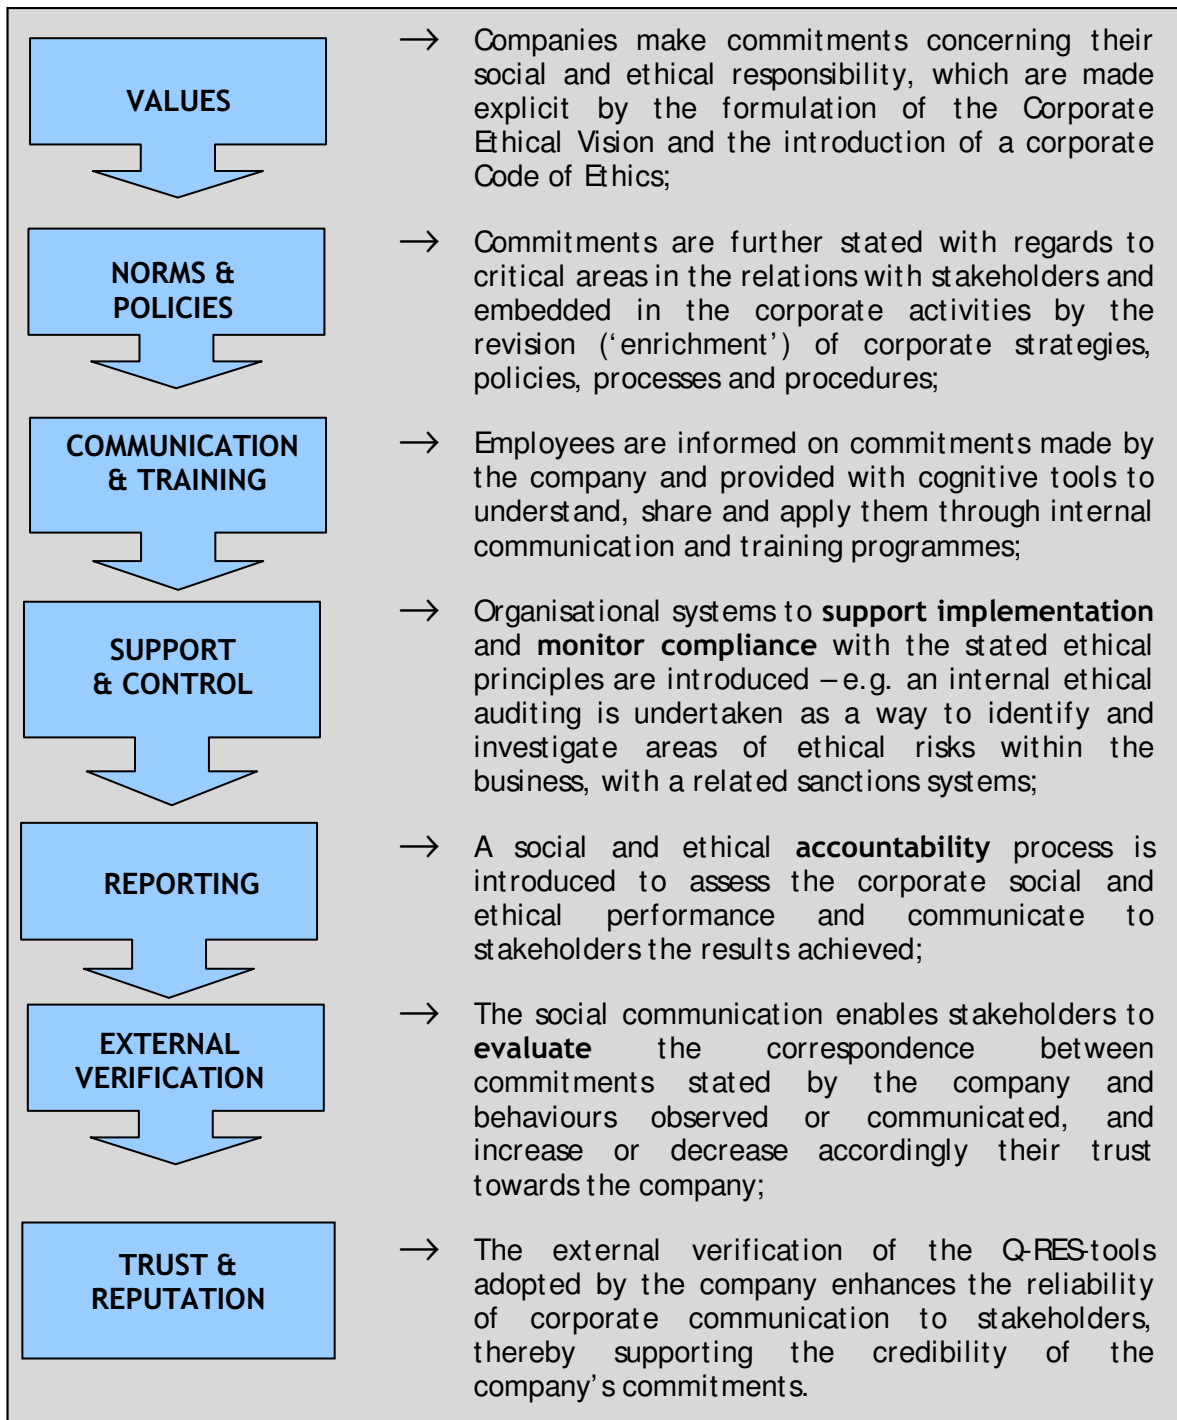 VALUES
→ Companies make commitments concerning their
social and ethical responsibility, which are made
explicit by the formulation of the Corporate
Ethical Vision and the introduction of a corporate
Code of Ethics;
NORMS &
POLICIES
→ Commitments are further stated with regards to
critical areas in the relations with stakeholders and
embedded in the corporate activities by the
revision (‘enrichment’) of corporate strategies,
policies, processes and procedures;
COMMUNICATION
& TRAINING
→ Employees are informed on commitments made by
the company and provided with cognitive tools to
understand, share and apply them through internal
communication and training programmes;
SUPPORT
& CONTROL
→ Organisational systems to support implementation
and monitor compliance with the stated ethical
principles are introduced – e.g. an internal ethical
auditing is undertaken as a way to identify and
investigate areas of ethical risks within the
business, with a related sanctions systems;
REPORTING
→ A social and ethical accountability process is
introduced to assess the corporate social and
ethical performance and communicate to
stakeholders the results achieved;
EXTERNAL
VERIFICATION
→ The social communication enables stakeholders to
evaluate the correspondence between
commitments stated by the company and
behaviours observed or communicated, and
increase or decrease accordingly their trust
towards the company;
TRUST &
REPUTATION
→ The external verification of the Q-RES-tools
adopted by the company enhances the reliability
of corporate communication to stakeholders,
thereby supporting the credibility of the
company’s commitments.